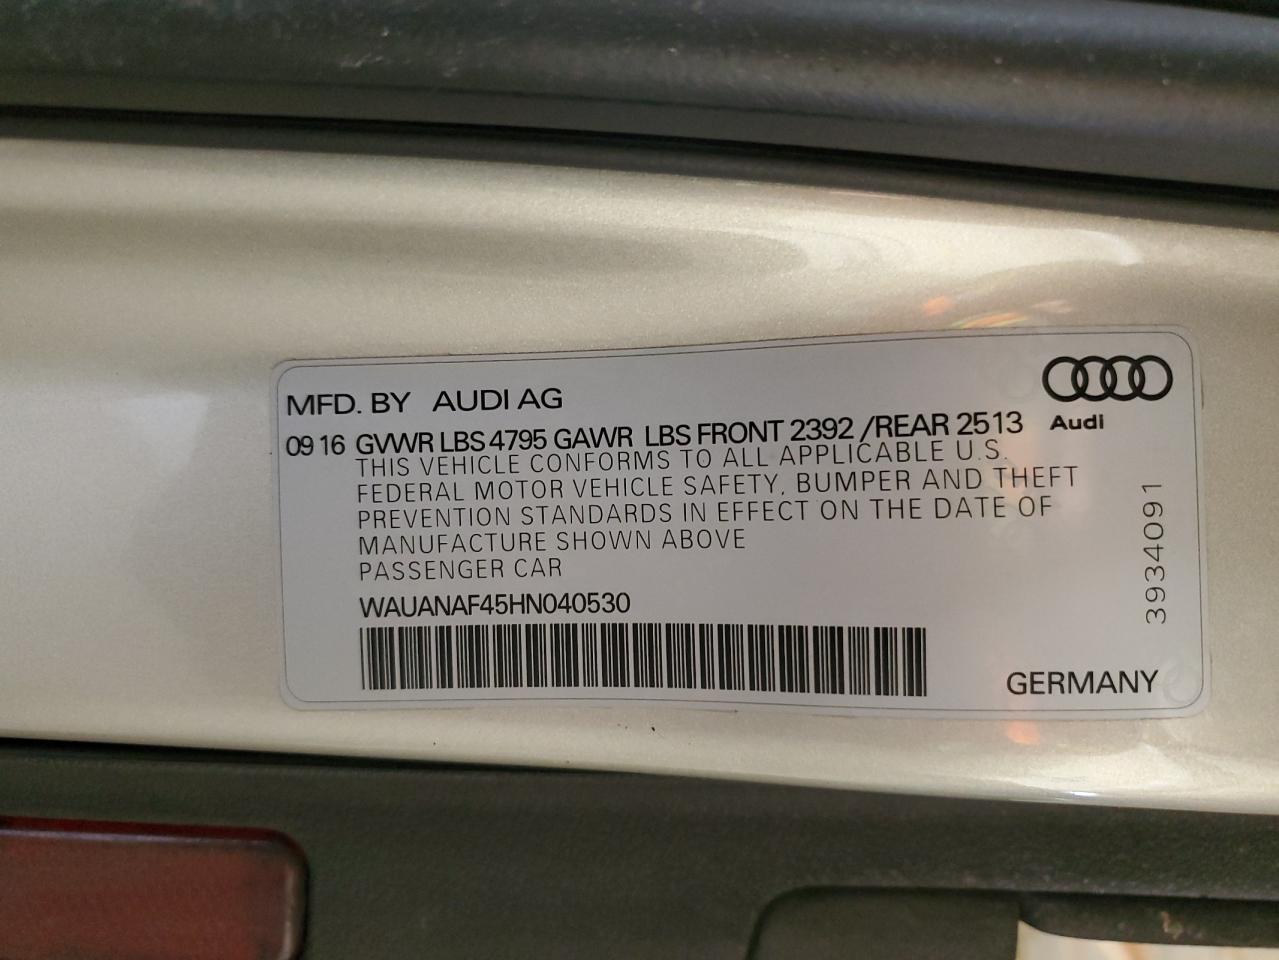 MFD. BY AUDI AG
Audi
09 16 GVWR LBS 4795 GAWR LBS FRONT 2392 /REAR 2513
THIS VEHICLE CONFORMS TO ALL APPLICABLE U.S.
FEDERAL MOTOR VEHICLE SAFETY, BUMPER AND THEFT
PREVENTION STANDARDS IN EFFECT ON THE DATE OF
MANUFACTURE SHOWN ABOVE
PASSENGER CAR
WAUANAF45HN040530
3934091
GERMANY